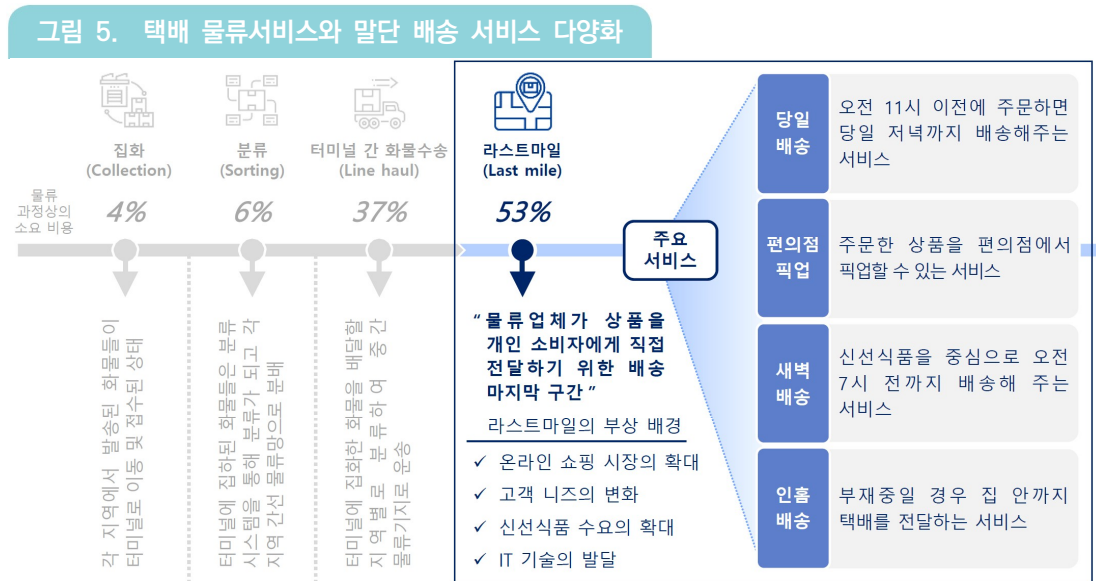 그림 5. 택배 물류서비스와 말단 배송 서비스 다양화
집화
(Collection)
분류
(Sorting)
터미널 간 화물수송
(Line haul)
라스트마일
(Last mile)
물류
과정상의
소요 비용
4%
6%
37%
53%
각 지역에서 발송된 화물들이
터미널로 이동 및 접수된 상태
터미널에 집하된 화물들은 분류
시스템을 통해 분류가 되고 각
지역 간선 물류망으로 분배
터미널에 집화한 화물을 배달할
지역별로 분류하여 중간
물류기지로 운송
“물류업체가 상품을
개인 소비자에게 직접
전달하기 위한 배송
마지막 구간”
라스트마일의 부상 배경
✓ 온라인 쇼핑 시장의 확대
✓ 고객 니즈의 변화
✓ 신선식품 수요의 확대
✓ IT 기술의 발달
주요
서비스
당일
배송
오전 11시 이전에 주문하면
당일 저녁까지 배송해주는
서비스
편의점
픽업
주문한 상품을 편의점에서
픽업할 수 있는 서비스
새벽
배송
신선식품을 중심으로 오전
7시 전까지 배송해 주는
서비스
인홈
배송
부재중일 경우 집 안까지
택배를 전달하는 서비스